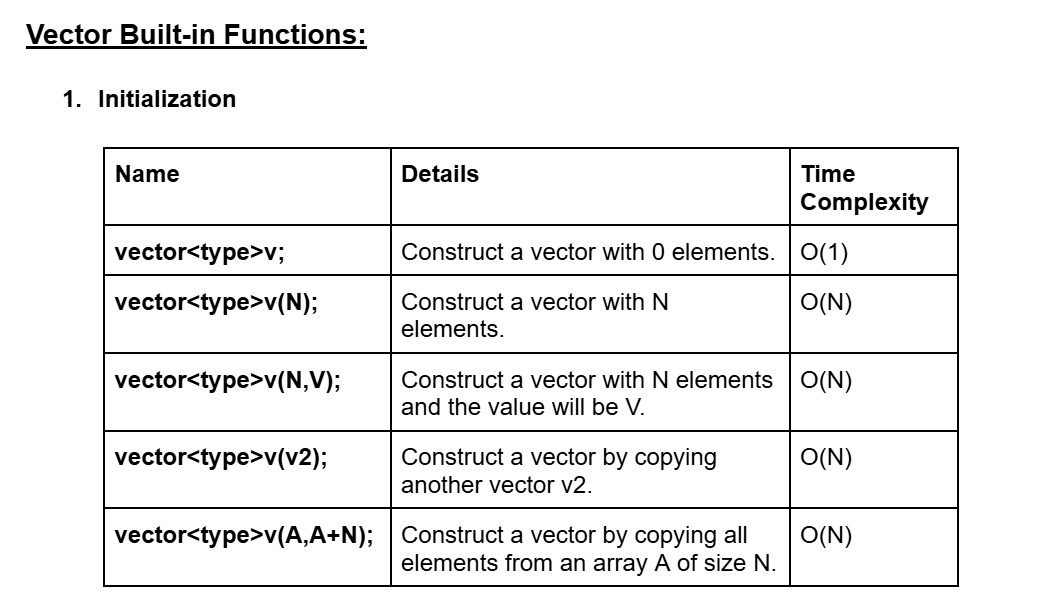 Vector Built-in Functions:
1. Initialization
Name
Details
Time
Complexity
vector<type>v;
Construct a vector with 0 elements.
O(1)
vector<type>v(N);
Construct a vector with N
elements.
O(N)
vector<type>v(N,V);
Construct a vector with N elements
and the value will be V.
O(N)
vector<type>v(v2);
Construct a vector by copying
another vector v2.
O(N)
vector<type>v(A,A+N);
Construct a vector by copying all
elements from an array A of size N.
O(N)